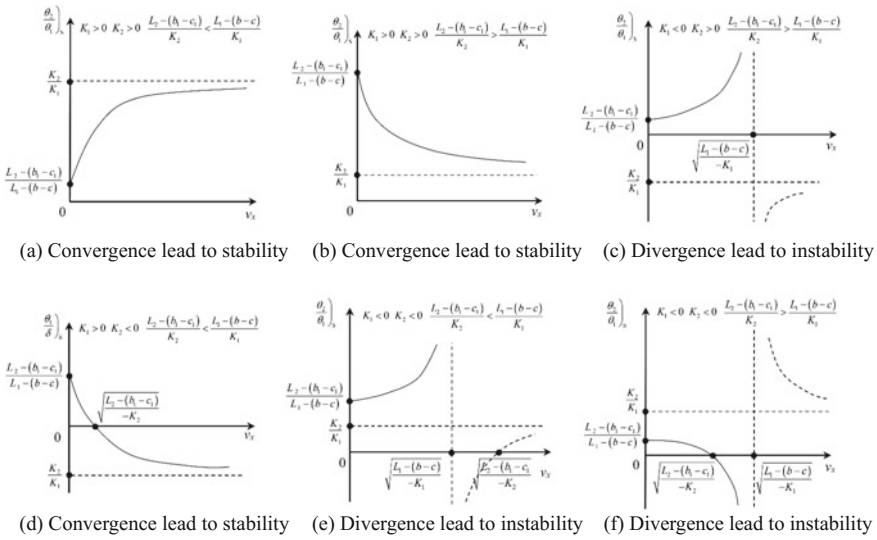 θ₂/θ₁)ₛ K₁>0 K₂>0 L₂−(b₁−c₁)/K₂ < L₁−(b−c)/K₁
K₂/K₁
L₂−(b₁−c₁)/L₁−(b−c)
0 vₓ
(a) Convergence lead to stability
θ₂/θ₁)ₛ K₁>0 K₂>0 L₂−(b₁−c₁)/K₂ > L₁−(b−c)/K₁
L₂−(b₁−c₁)/L₁−(b−c)
K₂/K₁
0 vₓ
(b) Convergence lead to stability
θ₂/θ₁)ₛ K₁<0 K₂>0 L₂−(b₁−c₁)/K₂ > L₁−(b−c)/K₁
L₂−(b₁−c₁)/L₁−(b−c)
0 √(L₁−(b−c)/−K₁) vₓ
K₂/K₁
(c) Divergence lead to instability
θ₁/δ)ₛ K₁>0 K₂<0 L₂−(b₁−c₁)/K₂ < L₁−(b−c)/K₁
L₂−(b₁−c₁)/L₁−(b−c)
√(L₂−(b₁−c₁)/−K₂)
0 vₓ
K₂/K₁
(d) Convergence lead to stability
θ₂/θ₁)ₛ K₁<0 K₂<0 L₂−(b₁−c₁)/K₂ < L₁−(b−c)/K₁
L₂−(b₁−c₁)/L₁−(b−c)
K₂/K₁
0 √(L₁−(b−c)/−K₁) √(L₂−(b₁−c₁)/−K₂) vₓ
(e) Divergence lead to instability
θ₂/θ₁)ₛ K₁<0 K₂<0 L₂−(b₁−c₁)/K₂ > L₁−(b−c)/K₁
K₂/K₁
L₂−(b₁−c₁)/L₁−(b−c)
0 √(L₂−(b₁−c₁)/−K₂) √(L₁−(b−c)/−K₁) vₓ
(f) Divergence lead to instability